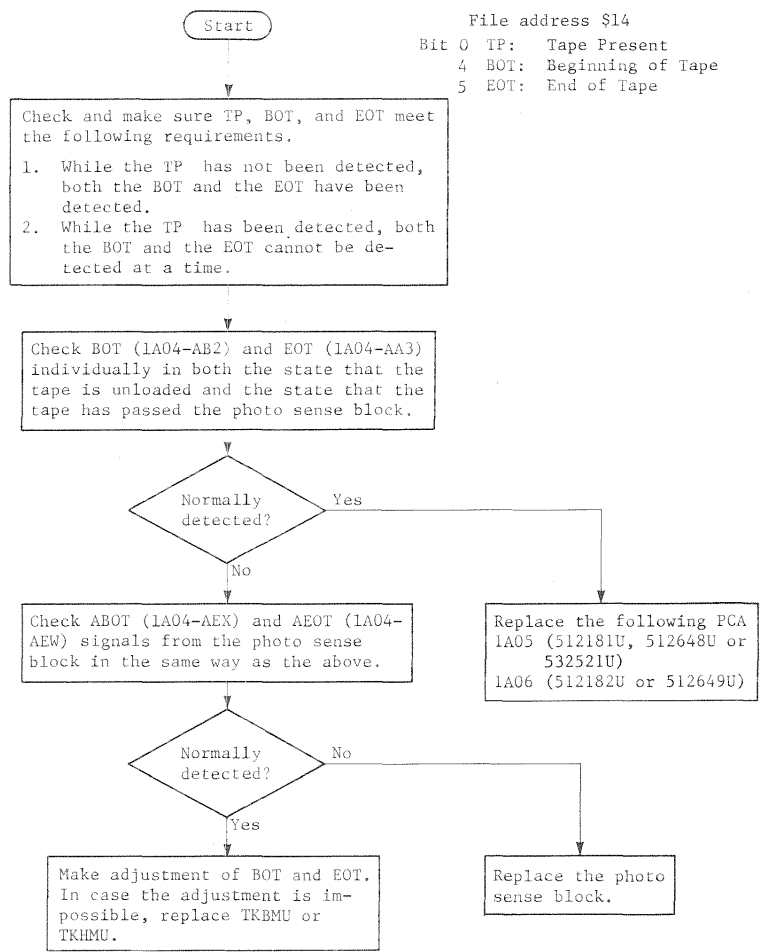 Start
File address $14
Bit 0 TP: Tape Present
4 BOT: Beginning of Tape
5 EOT: End of Tape
Check and make sure TP, BOT, and EOT meet
the following requirements.
1. While the TP has not been detected,
both the BOT and the EOT have been
detected.
2. While the TP has been detected, both
the BOT and the EOT cannot be de-
tected at a time.
Check BOT (1A04-AB2) and EOT (1A04-AA3)
individually in both the state that the
tape is unloaded and the state that the
tape has passed the photo sense block.
Normally
detected?
Yes
No
Check ABOT (1A04-AEX) and AEOT (1A04-
AEW) signals from the photo sense
block in the same way as the above.
Replace the following PCA
1A05 (512181U, 512648U or
532521U)
1A06 (512182U or 512649U)
Normally
detected?
No
Yes
Make adjustment of BOT and EOT.
In case the adjustment is im-
possible, replace TKBMU or
TKHMU.
Replace the photo
sense block.